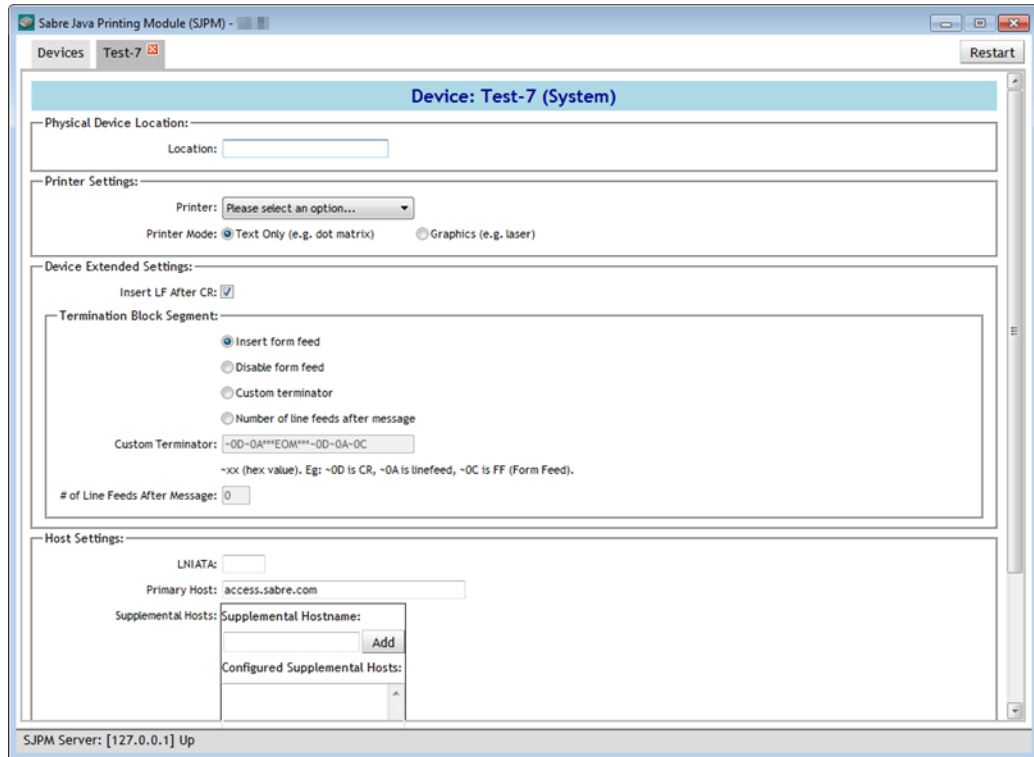 Sabre Java Printing Module (SJPM) -
Devices Test-7 Restart
Device: Test-7 (System)
Physical Device Location:
Location:
Printer Settings:
Printer: Please select an option...
Printer Mode: Text Only (e.g. dot matrix) Graphics (e.g. laser)
Device Extended Settings:
Insert LF After CR:
Termination Block Segment:
Insert form feed
Disable form feed
Custom terminator
Number of line feeds after message
Custom Terminator: ~0D~0A***EOM***~0D~0A~0C
~xx (hex value). Eg: ~0D is CR, ~0A is linefeed, ~0C is FF (Form Feed).
# of Line Feeds After Message: 0
Host Settings:
LNIATA:
Primary Host: access.sabre.com
Supplemental Hosts: Supplemental Hostname:
Add
Configured Supplemental Hosts:
SJPM Server: [127.0.0.1] Up